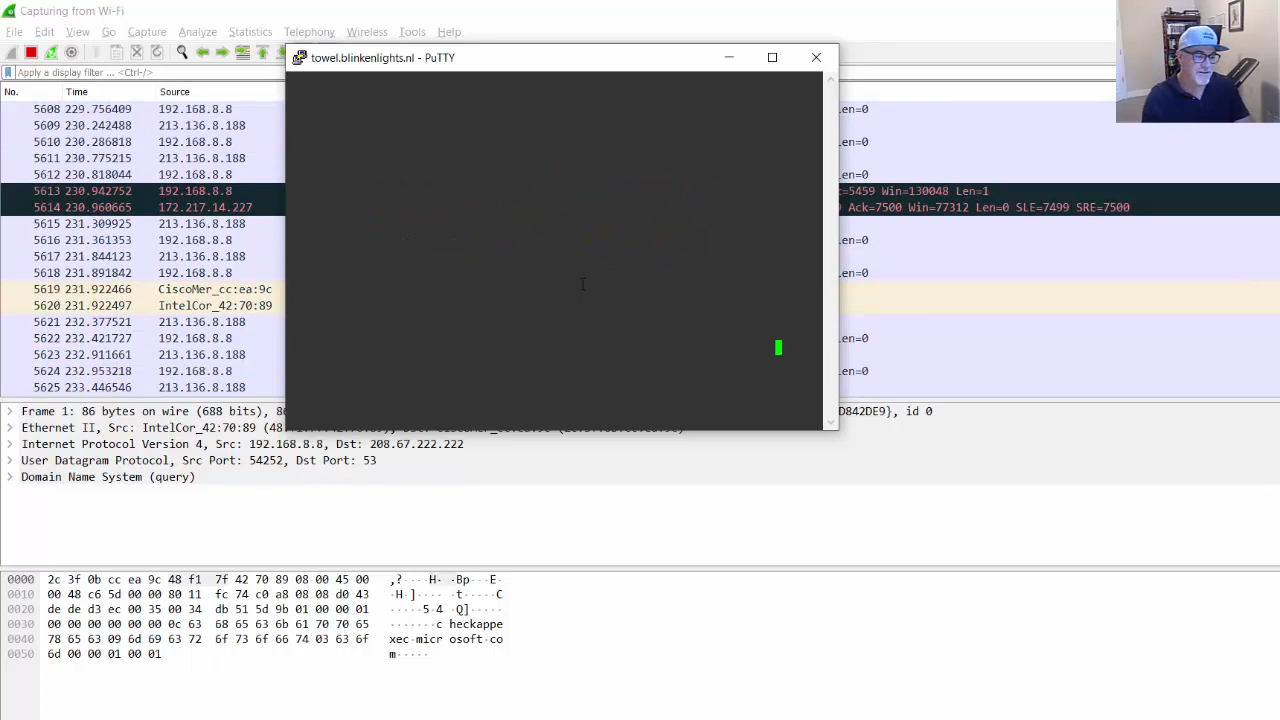 Capturing from Wi-Fi
File Edit View Go Capture Analyze Statistics Telephony Wireless Tools Help
Apply a display filter ... <Ctrl-/>
towel.blinkenlights.nl - PuTTY
No. Time Source
5608 229.756409 192.168.8.8 Len=0
5609 230.242488 213.136.8.188
5610 230.286818 192.168.8.8 Len=0
5611 230.775215 213.136.8.188
5612 230.818044 192.168.8.8 Len=0
5613 230.942752 192.168.8.8 =5459 Win=130048 Len=1
5614 230.960665 172.217.14.227 Ack=7500 Win=77312 Len=0 SLE=7499 SRE=7500
5615 231.309925 213.136.8.188
5616 231.361353 192.168.8.8 Len=0
5617 231.844123 213.136.8.188
5618 231.891842 192.168.8.8 Len=0
5619 231.922466 CiscoMer_cc:ea:9c
5620 231.922497 IntelCor_42:70:89
5621 232.377521 213.136.8.188
5622 232.421727 192.168.8.8 Len=0
5623 232.911661 213.136.8.188
5624 232.953218 192.168.8.8 Len=0
5625 233.446546 213.136.8.188
Frame 1: 86 bytes on wire (688 bits), D842DE9}, id 0
Ethernet II, Src: IntelCor_42:70:89
Internet Protocol Version 4, Src: 192.168.8.8, Dst: 208.67.222.222
User Datagram Protocol, Src Port: 54252, Dst Port: 53
Domain Name System (query)
0000 2c 3f 0b cc ea 9c 48 f1 7f 42 70 89 08 00 45 00 ,?····H· ·Bp···E·
0010 00 48 c6 5d 00 00 80 11 fc 74 c0 a8 08 08 d0 43 ·H·]···· ·t·····C
0020 de de d3 ec 00 35 00 34 db 51 5d 9b 01 00 00 01 ·····5·4 ·Q]·····
0030 00 00 00 00 00 00 0c 63 68 65 63 6b 61 70 70 65 ·······c heckappe
0040 78 65 63 09 6d 69 63 72 6f 73 6f 66 74 03 63 6f xec·micr osoft·co
0050 6d 00 00 01 00 01 m·····